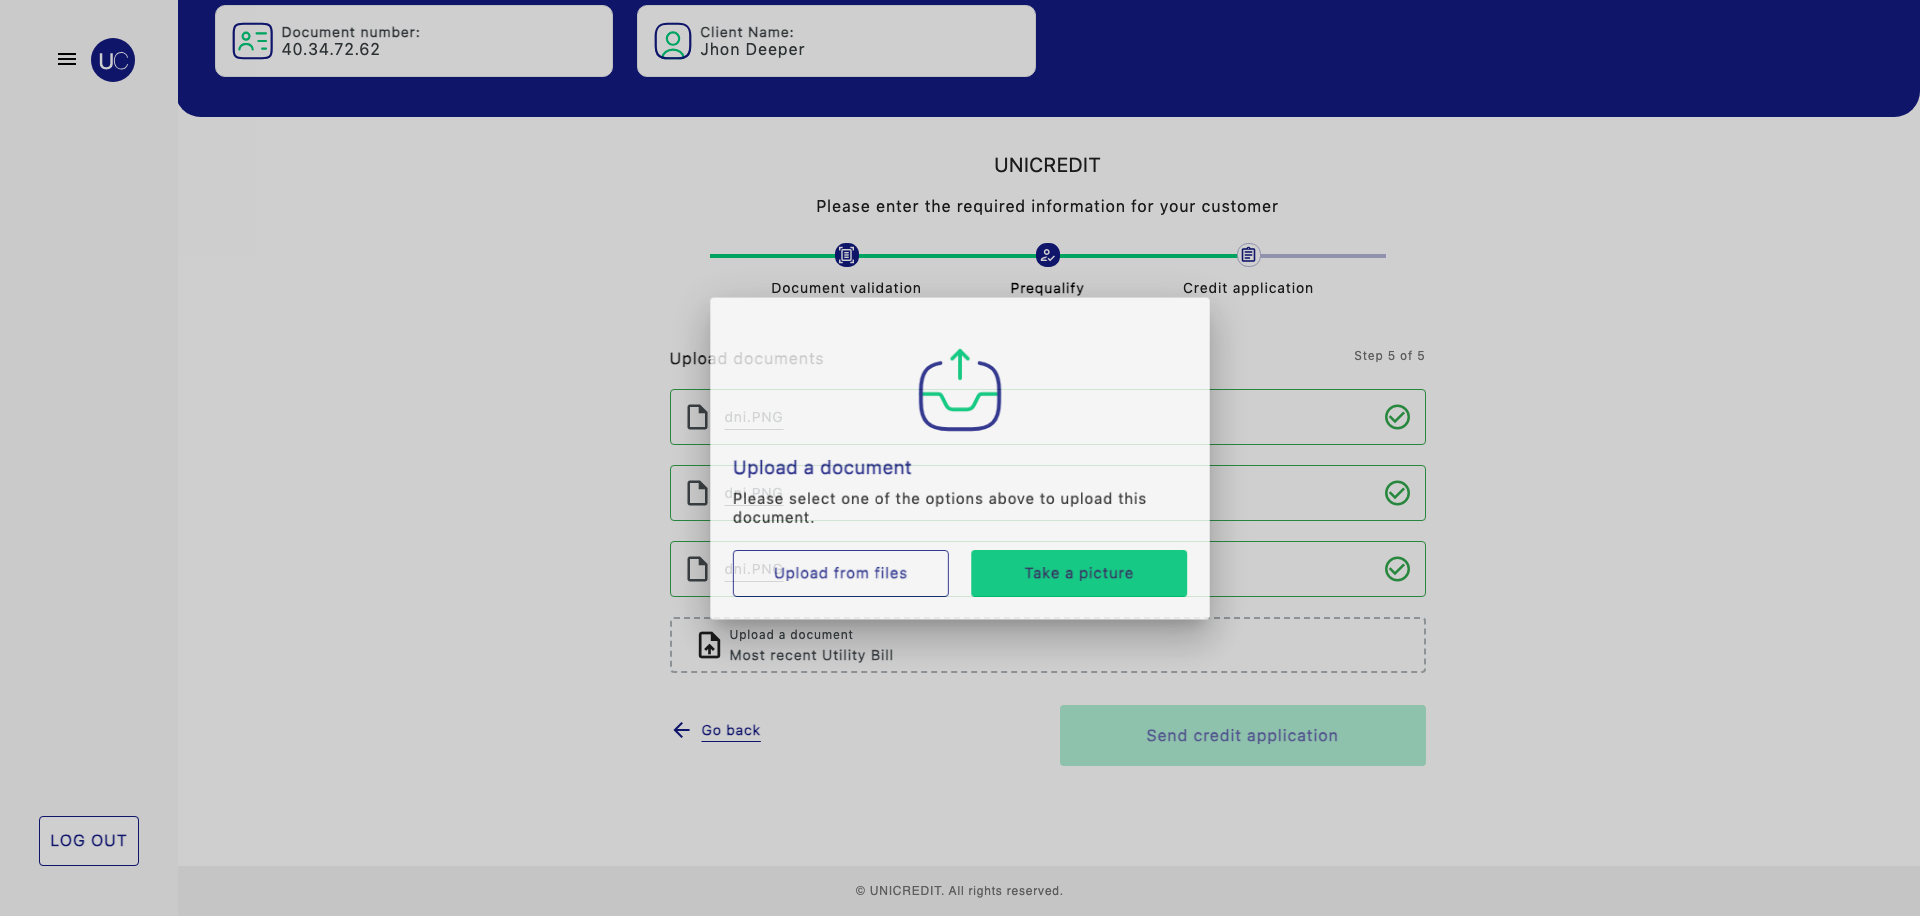 UC
Document number:
40.34.72.62
Client Name:
Jhon Deeper
UNICREDIT
Please enter the required information for your customer
Document validation
Prequalify
Credit application
Upload documents
Step 5 of 5
dni.PNG
dni.PNG
dni.PNG
Upload a document
Please select one of the options above to upload this
document.
Upload from files
Take a picture
Upload a document
Most recent Utility Bill
Go back
Send credit application
LOG OUT
© UNICREDIT. All rights reserved.